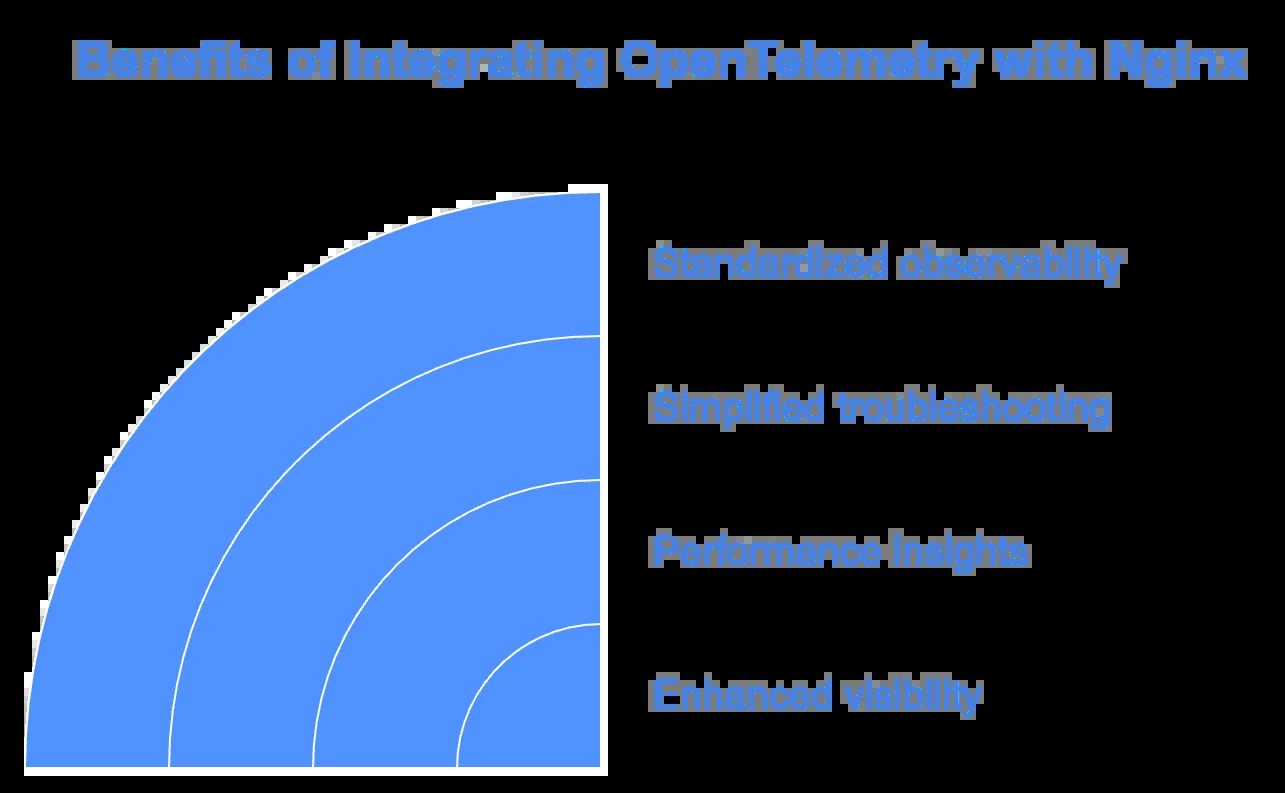 Benefits of Integrating OpenTelemetry with Nginx
Standardized observability
Simplified troubleshooting
Performance insights
Enhanced visibility